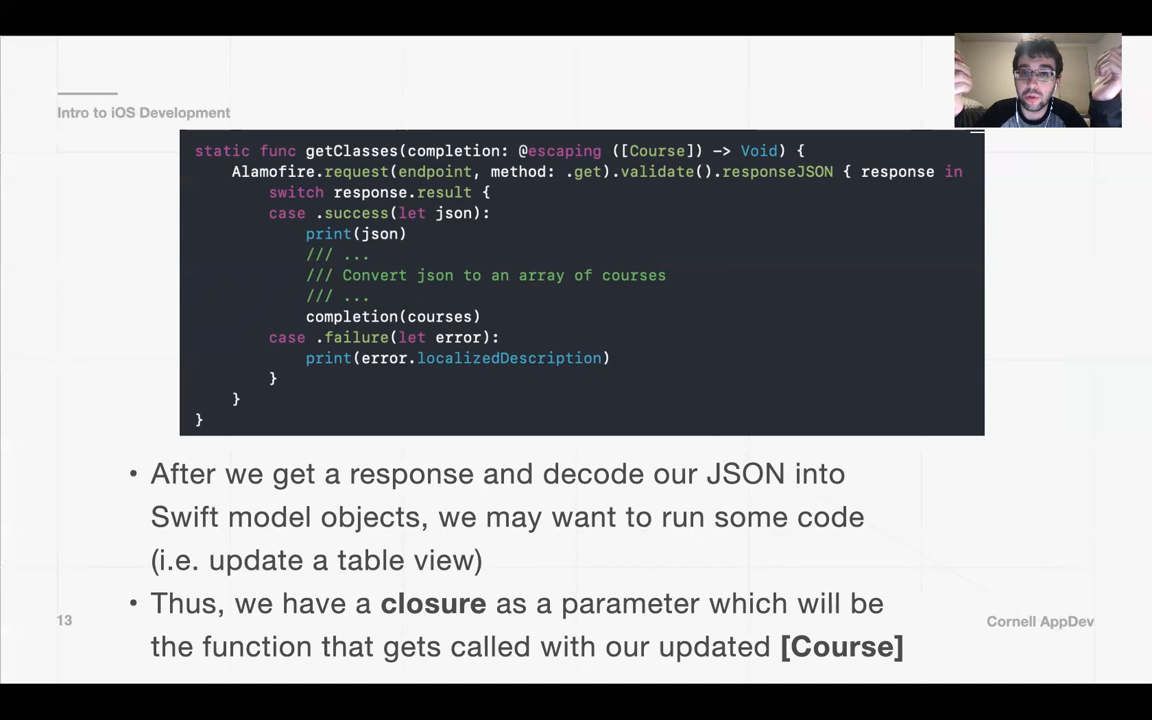 Intro to iOS Development
static func getClasses(completion: @escaping ([Course]) -> Void) {
Alamofire.request(endpoint, method: .get).validate().responseJSON { response in
switch response.result {
case .success(let json):
print(json)
/// ...
/// Convert json to an array of courses
/// ...
completion(courses)
case .failure(let error):
print(error.localizedDescription)
}
}
}
• After we get a response and decode our JSON into
Swift model objects, we may want to run some code
(i.e. update a table view)
• Thus, we have a closure as a parameter which will be
the function that gets called with our updated [Course]
13
Cornell AppDev